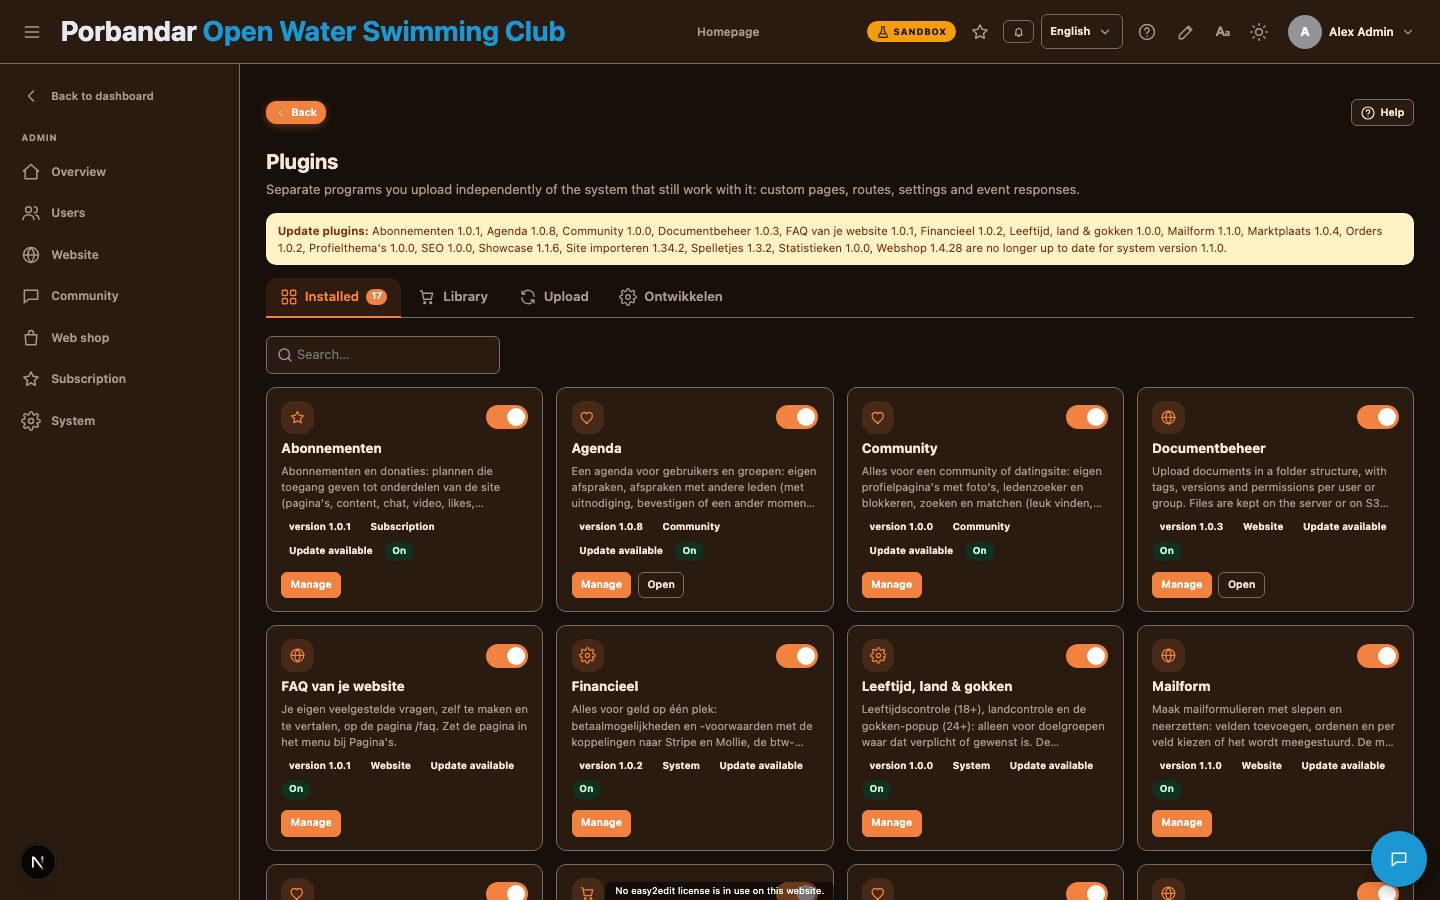 Porbandar Open Water Swimming Club
Homepage
SANDBOX
English
Aa
A
Alex Admin
Back to dashboard
ADMIN
Overview
Users
Website
Community
Web shop
Subscription
System
Back
Help
Plugins
Separate programs you upload independently of the system that still work with it: custom pages, routes, settings and event responses.
Update plugins: Abonnementen 1.0.1, Agenda 1.0.8, Community 1.0.0, Documentbeheer 1.0.3, FAQ van je website 1.0.1, Financieel 1.0.2, Leeftijd, land & gokken 1.0.0, Mailform 1.1.0, Marktplaats 1.0.4, Orders
1.0.2, Profielthema's 1.0.0, SEO 1.0.0, Showcase 1.1.6, Site importeren 1.34.2, Spelletjes 1.3.2, Statistieken 1.0.0, Webshop 1.4.28 are no longer up to date for system version 1.1.0.
Installed 17
Library
Upload
Ontwikkelen
Search...
Abonnementen
Abonnementen en donaties: plannen die
toegang geven tot onderdelen van de site
(pagina's, content, chat, video, likes,...
version 1.0.1 Subscription
Update available On
Manage
Agenda
Een agenda voor gebruikers en groepen: eigen
afspraken, afspraken met andere leden (met
uitnodiging, bevestigen of een ander momen...
version 1.0.8 Community
Update available On
Manage Open
Community
Alles voor een community of datingsite: eigen
profielpagina's met foto's, ledenzoeker en
blokkeren, zoeken en matchen (leuk vinden,...
version 1.0.0 Community
Update available On
Manage
Documentbeheer
Upload documents in a folder structure, with
tags, versions and permissions per user or
group. Files are kept on the server or on S3...
version 1.0.3 Website Update available
On
Manage Open
FAQ van je website
Je eigen veelgestelde vragen, zelf te maken en
te vertalen, op de pagina /faq. Zet de pagina in
het menu bij Pagina's.
version 1.0.1 Website Update available
On
Manage
Financieel
Alles voor geld op één plek:
betaalmogelijkheden en -voorwaarden met de
koppelingen naar Stripe en Mollie, de btw-...
version 1.0.2 System Update available
On
Manage
Leeftijd, land & gokken
Leeftijdscontrole (18+), landcontrole en de
gokken-popup (24+): alleen voor doelgroepen
waar dat verplicht of gewenst is. De...
version 1.0.0 System Update available
On
Manage
Mailform
Maak mailformulieren met slepen en
neerzetten: velden toevoegen, ordenen en per
veld kiezen of het wordt meegestuurd. De m...
version 1.1.0 Website Update available
On
Manage
N
No easy2edit license is in use on this website.